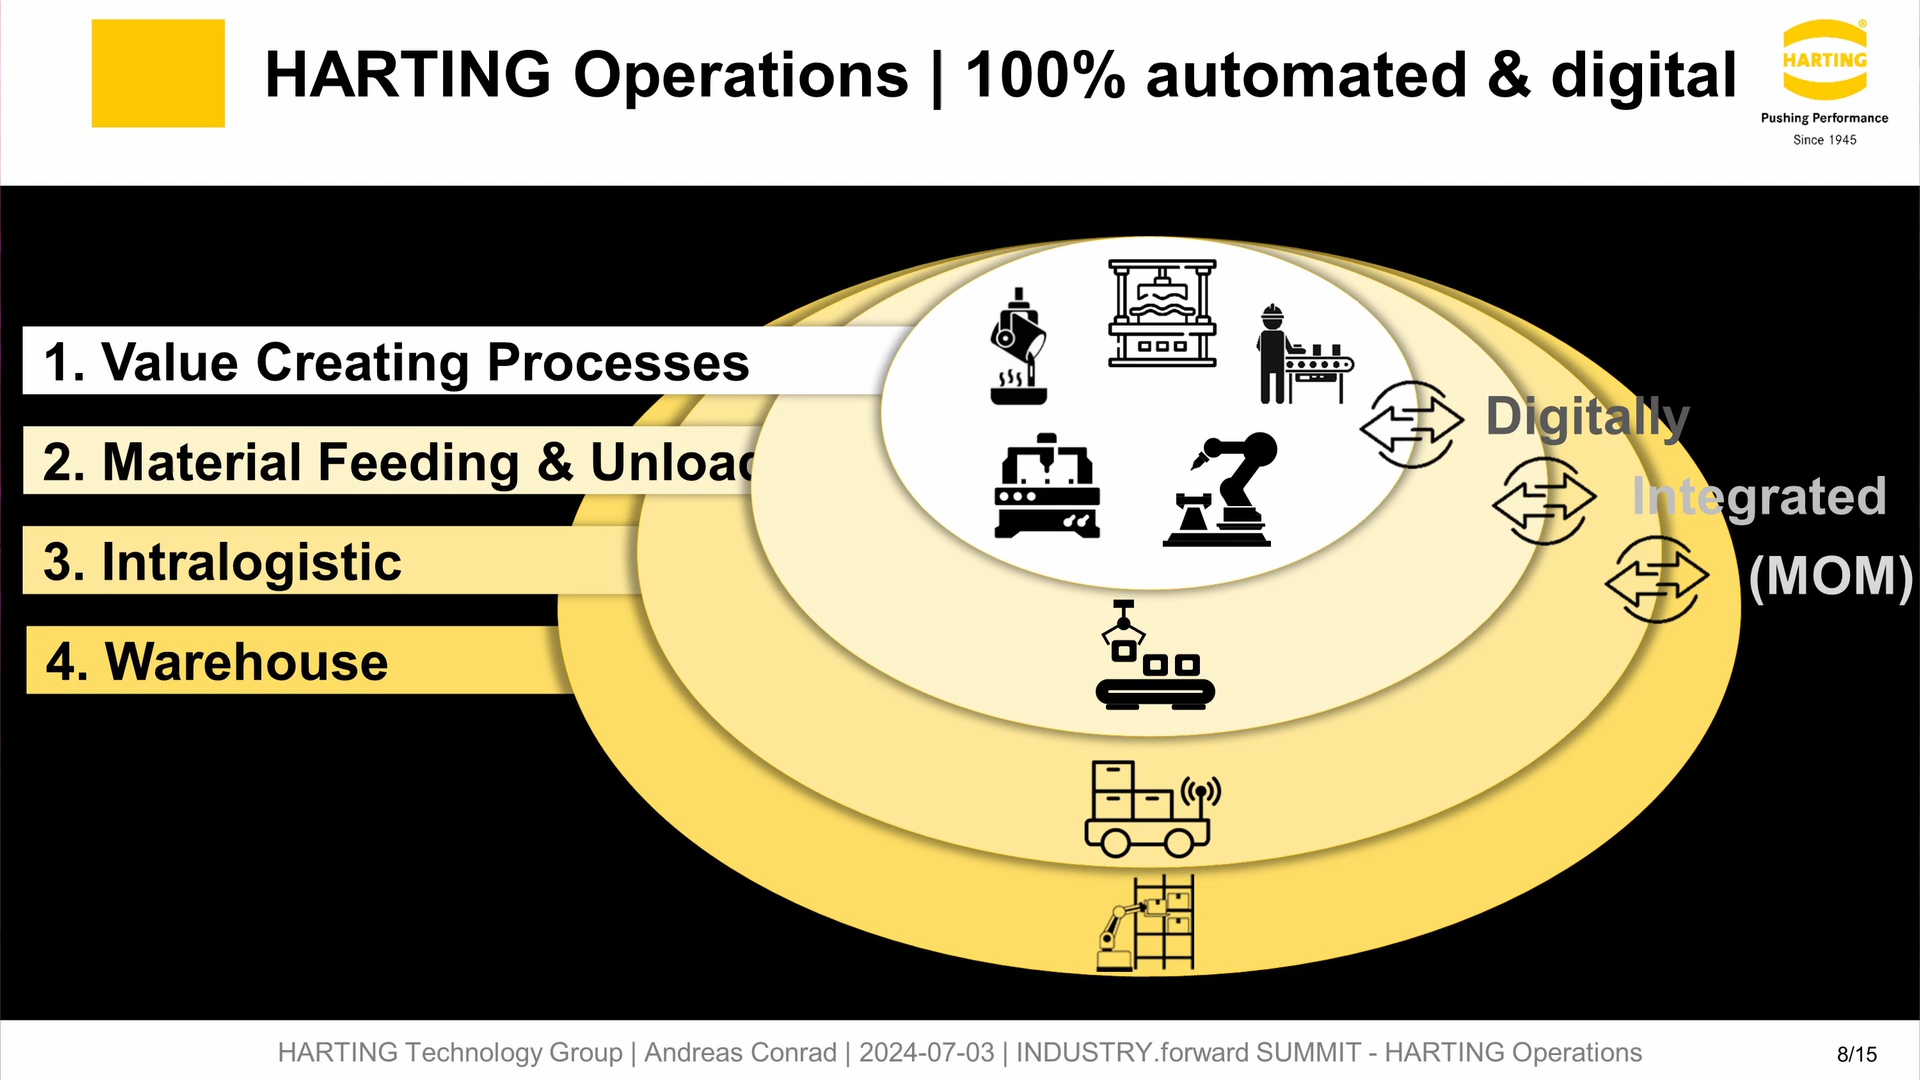 HARTING Operations | 100% automated & digital
HARTING
®
Pushing Performance
Since 1945
1. Value Creating Processes
2. Material Feeding & Unload
3. Intralogistic
4. Warehouse
Digitally
Integrated
(MOM)
HARTING Technology Group | Andreas Conrad | 2024-07-03 | INDUSTRY.forward SUMMIT - HARTING Operations
8/15